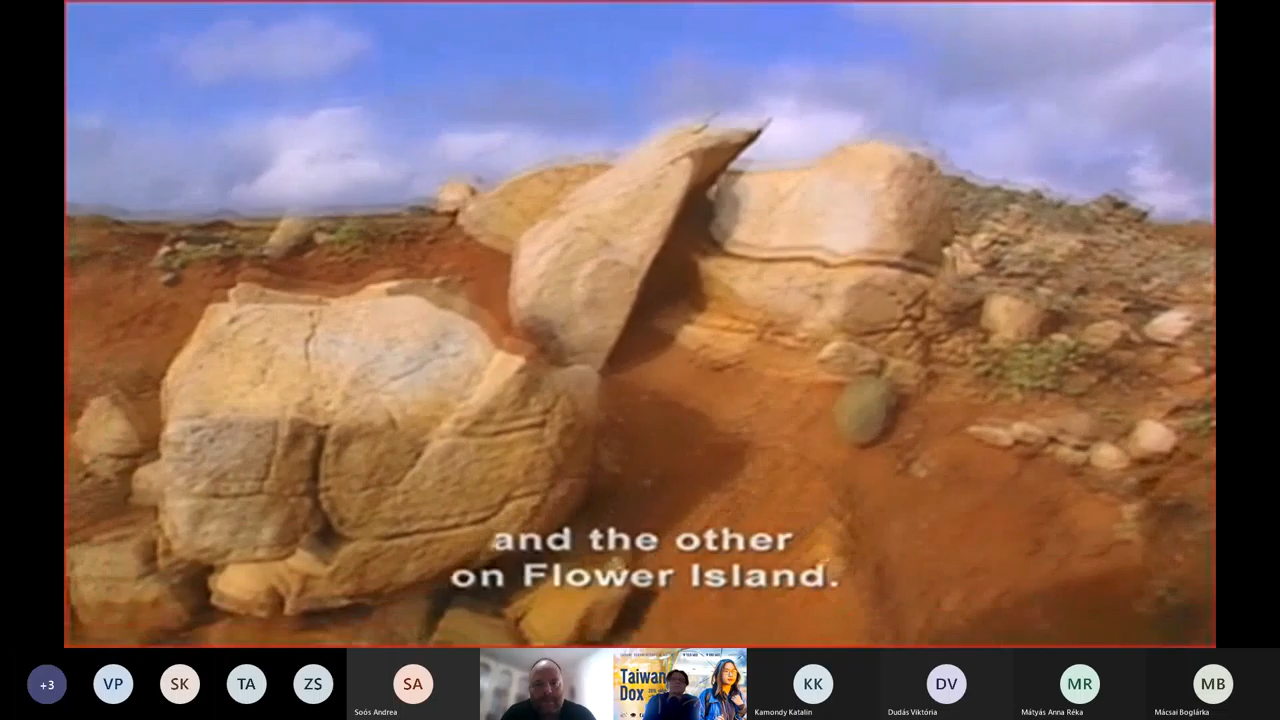 and the other
on Flower Island.
+3
VP
SK
TA
ZS
SA
Soós Andrea
Taiwan
Dox
KK
Kamondy Katalin
DV
Dudás Viktória
MR
Mátyás Anna Réka
MB
Mácsai Boglárka